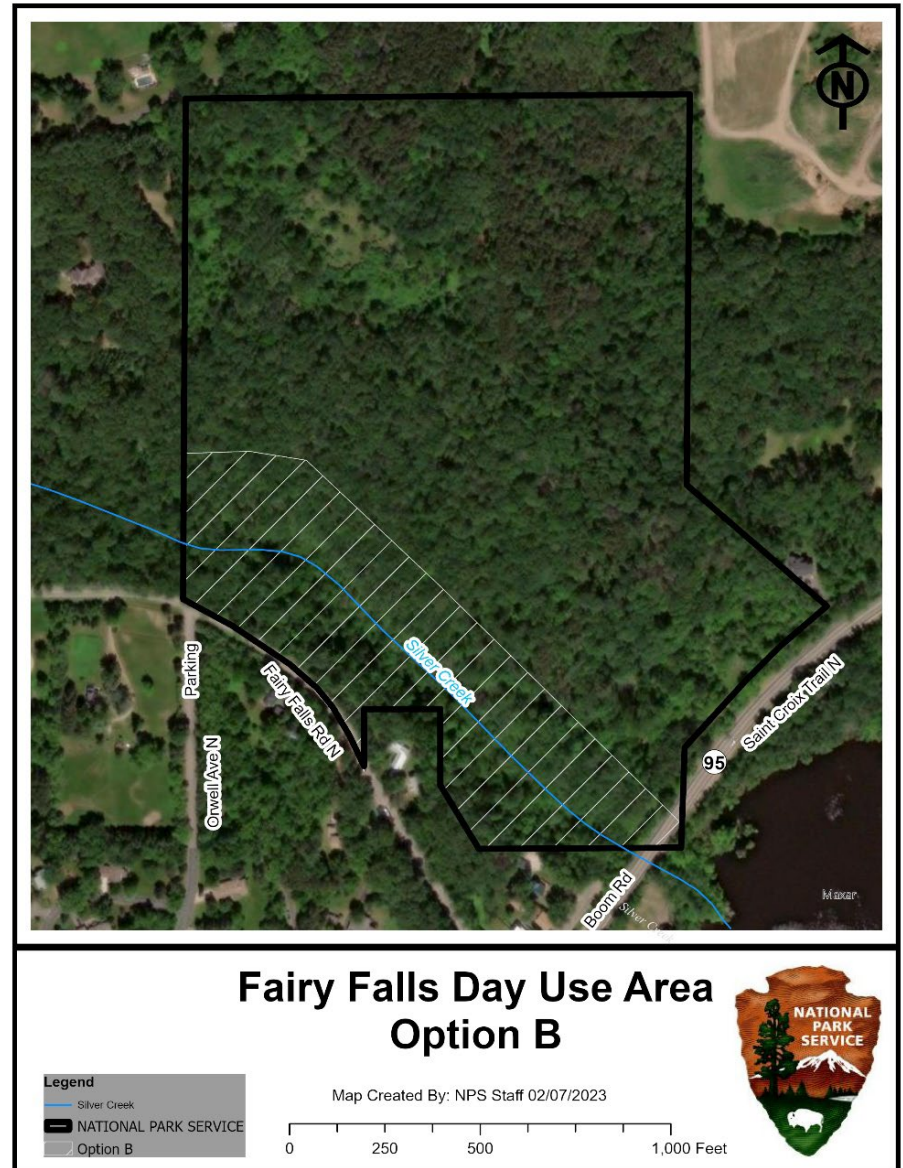 N
Silver Creek
Parking
Fairy Falls Rd N
Orwell Ave N
Saint Croix Trail N
95
Boom Rd
Silver Creek
Maxar
Fairy Falls Day Use Area
Option B
NATIONAL
PARK
SERVICE
Legend
Silver Creek
NATIONAL PARK SERVICE
Option B
Map Created By: NPS Staff 02/07/2023
0 250 500 1,000 Feet